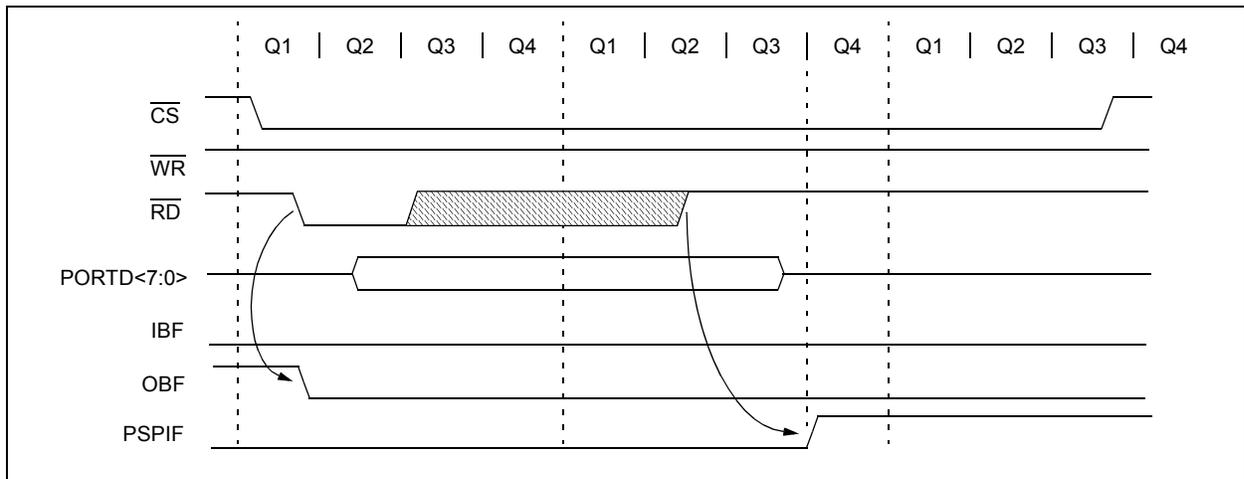 Q1 | Q2 | Q3 | Q4 | Q1 | Q2 | Q3 | Q4 | Q1 | Q2 | Q3 | Q4
CS
WR
RD
PORTD<7:0>
IBF
OBF
PSPIF